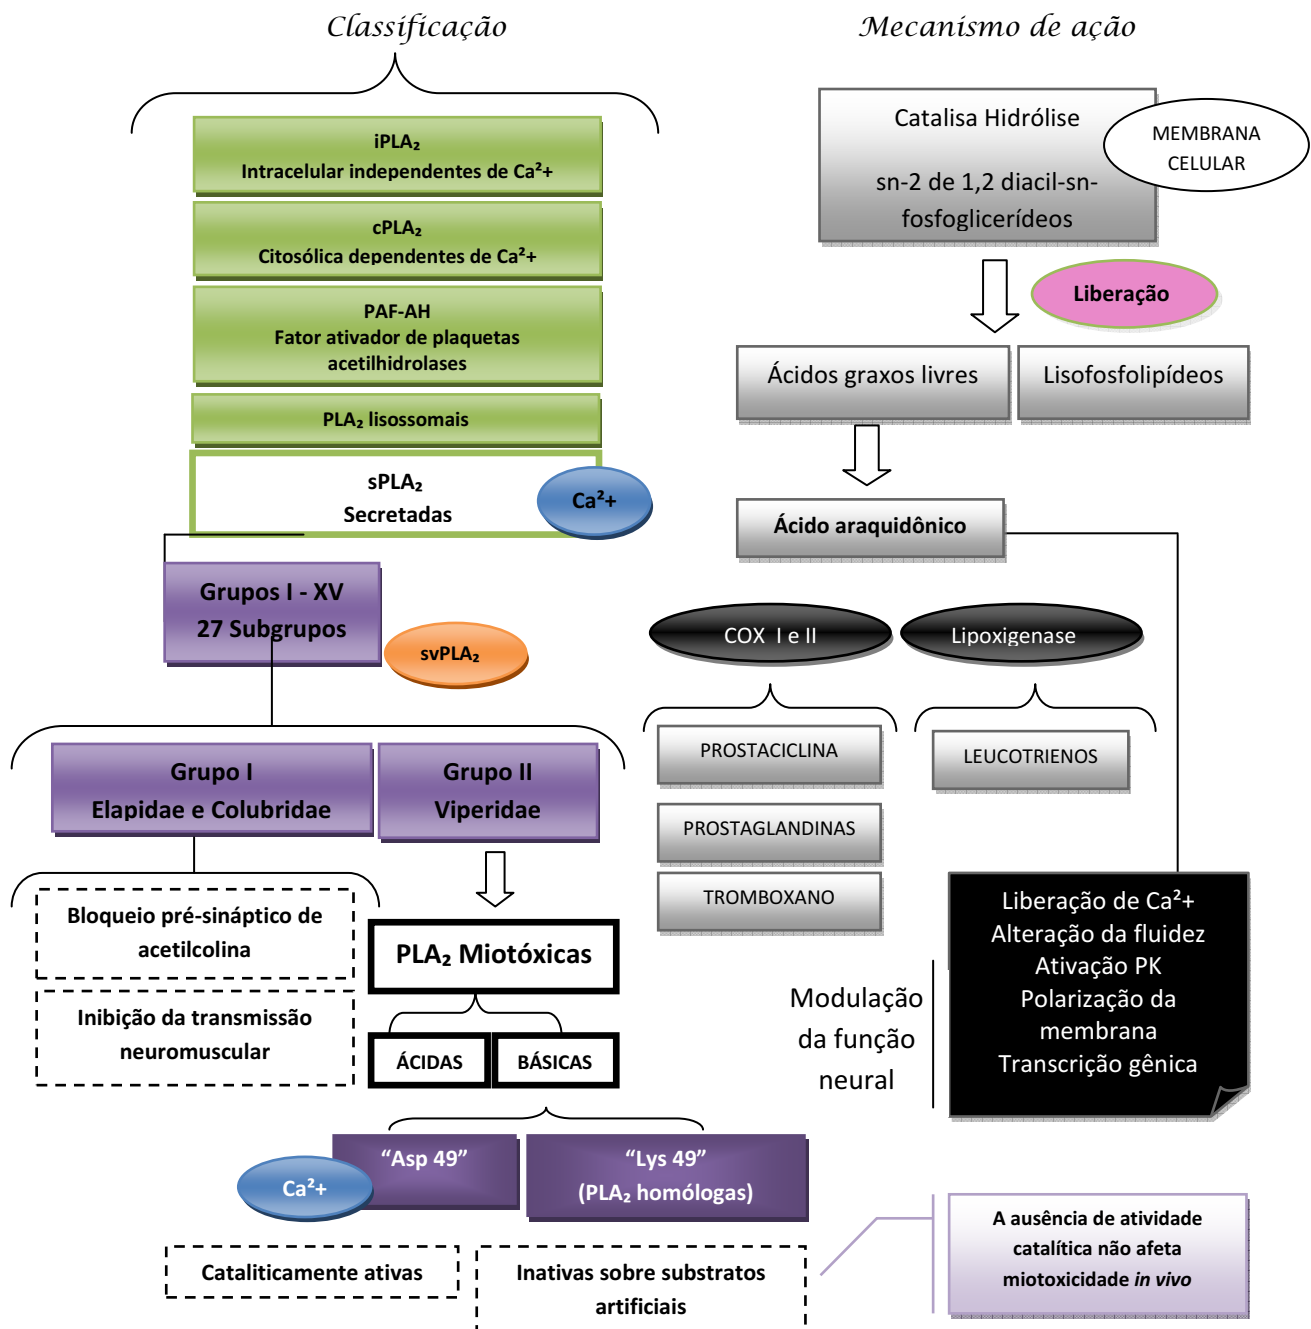 Classificação
iPLA₂
Intracelular independentes de Ca²+
cPLA₂
Citosólica dependentes de Ca²+
PAF-AH
Fator ativador de plaquetas
acetilhidrolases
PLA₂ lisossomais
sPLA₂
Secretadas
Ca²+
Grupos I - XV
27 Subgrupos
svPLA₂
Grupo I
Elapidae e Colubridae
Grupo II
Viperidae
Bloqueio pré-sináptico de
acetilcolina
Inibição da transmissão
neuromuscular
PLA₂ Miotóxicas
ÁCIDAS
BÁSICAS
“Asp 49”
Ca²+
“Lys 49”
(PLA₂ homólogas)
Cataliticamente ativas
Inativas sobre substratos
artificiais
A ausência de atividade
catalítica não afeta
miotoxicidade in vivo
Mecanismo de ação
Catalisa Hidrólise
sn-2 de 1,2 diacil-sn-
fosfoglicerídeos
MEMBRANA
CELULAR
Liberação
Ácidos graxos livres
Lisofosfolipídeos
Ácido araquidônico
COX I e II
Lipoxigenase
PROSTACICLINA
PROSTAGLANDINAS
TROMBOXANO
LEUCOTRIENOS
Modulação
da função
neural
Liberação de Ca²+
Alteração da fluidez
Ativação PK
Polarização da
membrana
Transcrição gênica